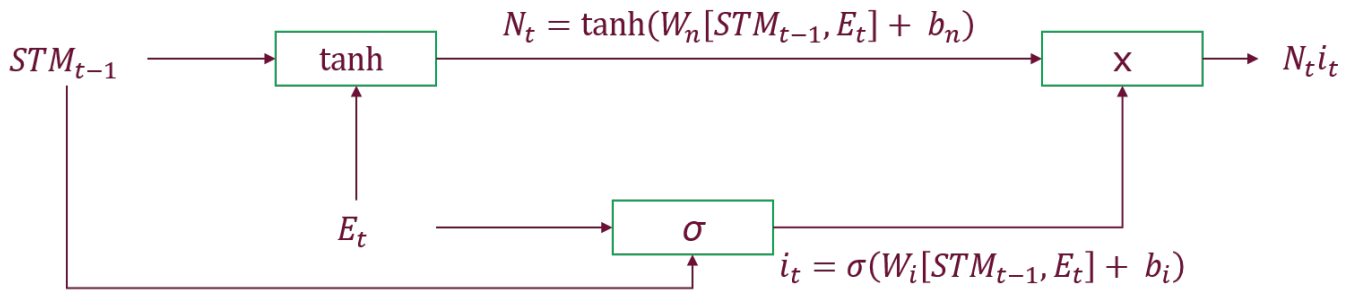 N_t = tanh(W_n[STM_{t−1}, E_t] + b_n)
STM_{t−1}
tanh
x
N_t i_t
E_t
σ
i_t = σ(W_i[STM_{t−1}, E_t] + b_i)